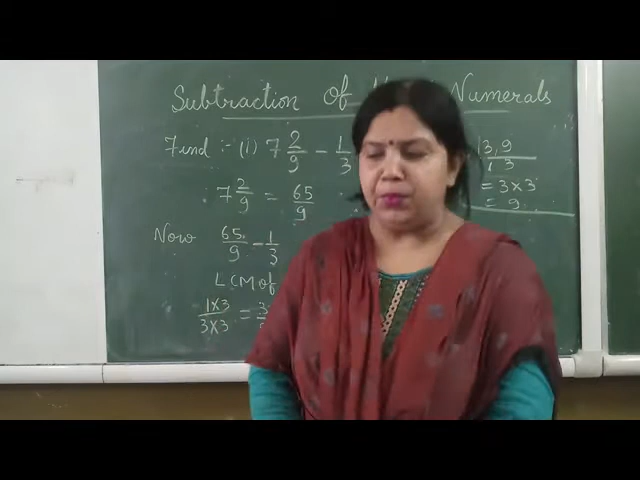 Subtraction of Numerals
Find :- (i) 7 2/9 - 1/3
7 2/9 = 65/9
Now 65/9 - 1/3
LCM of
1×3/3×3 = 3
3, 9
1 3
= 3×3
= 9